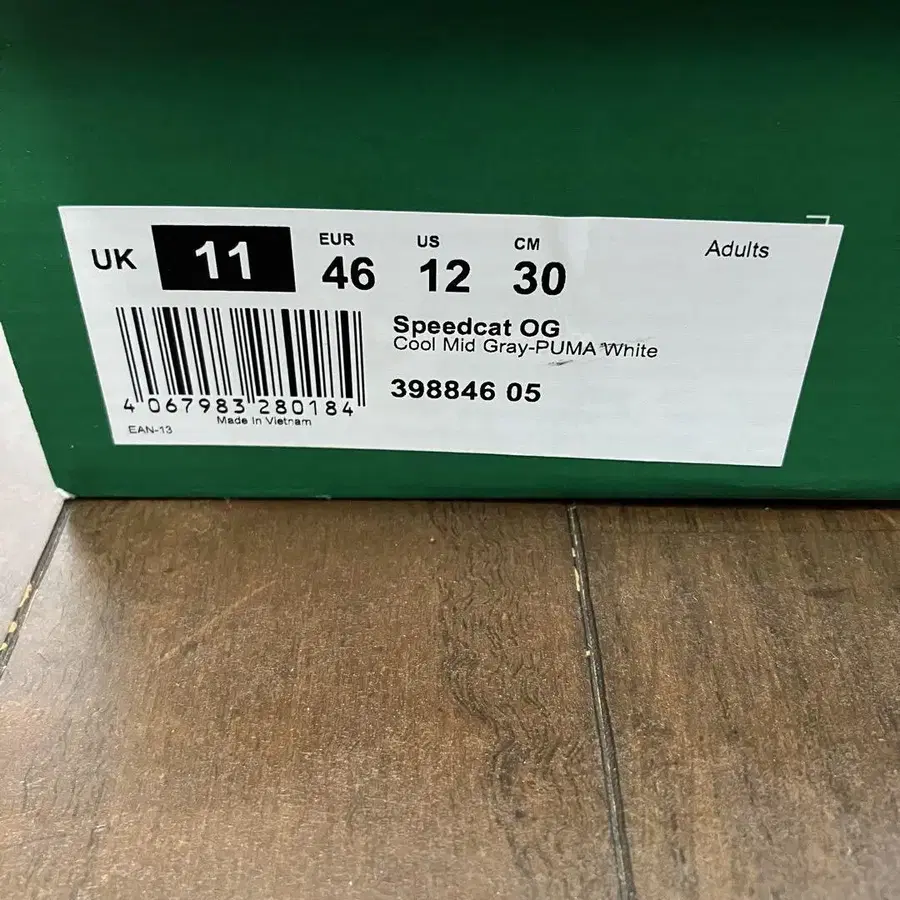 UK 11 EUR 46 US 12 CM 30 Adults
Speedcat OG
Cool Mid Gray-PUMA White
398846 05
4 067983 280184
Made in Vietnam
EAN-13